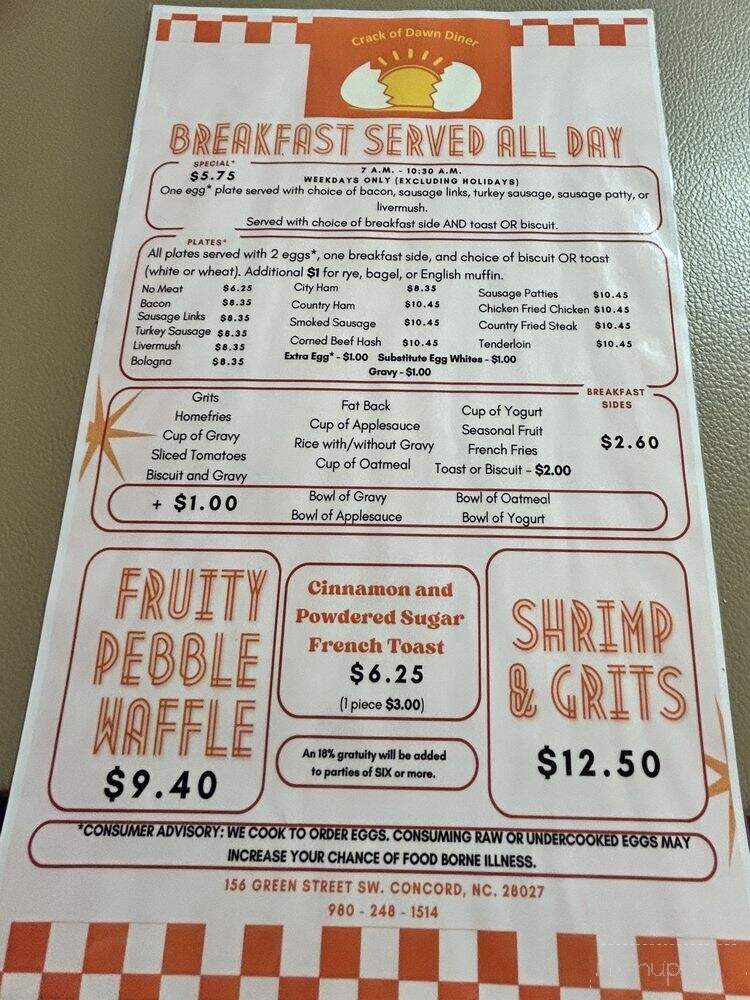 Crack of Dawn Diner
BREAKFAST SERVED ALL DAY
SPECIAL*
$5.75
7 A.M. - 10:30 A.M.
WEEKDAYS ONLY (EXCLUDING HOLIDAYS)
One egg* plate served with choice of bacon, sausage links, turkey sausage, sausage patty, or
livermush.
Served with choice of breakfast side AND toast OR biscuit.
PLATES*
All plates served with 2 eggs*, one breakfast side, and choice of biscuit OR toast
(white or wheat). Additional $1 for rye, bagel, or English muffin.
No Meat $6.25
Bacon $8.35
Sausage Links $8.35
Turkey Sausage $8.35
Livermush $8.35
Bologna $8.35
City Ham $8.35
Country Ham $10.45
Smoked Sausage $10.45
Corned Beef Hash $10.45
Sausage Patties $10.45
Chicken Fried Chicken $10.45
Country Fried Steak $10.45
Tenderloin $10.45
Extra Egg* - $1.00 Substitute Egg Whites - $1.00
Gravy - $1.00
BREAKFAST
SIDES
$2.60
Grits
Homefries
Cup of Gravy
Sliced Tomatoes
Biscuit and Gravy
Fat Back
Cup of Applesauce
Rice with/without Gravy
Cup of Oatmeal
Cup of Yogurt
Seasonal Fruit
French Fries
Toast or Biscuit - $2.00
+ $1.00
Bowl of Gravy
Bowl of Applesauce
Bowl of Oatmeal
Bowl of Yogurt
FRUITY
PEBBLE
WAFFLE
$9.40
Cinnamon and
Powdered Sugar
French Toast
$6.25
(1 piece $3.00)
An 18% gratuity will be added
to parties of SIX or more.
SHRIMP
& GRITS
$12.50
*CONSUMER ADVISORY: WE COOK TO ORDER EGGS. CONSUMING RAW OR UNDERCOOKED EGGS MAY
INCREASE YOUR CHANCE OF FOOD BORNE ILLNESS.
156 GREEN STREET SW. CONCORD, NC. 28027
980 - 248 - 1514